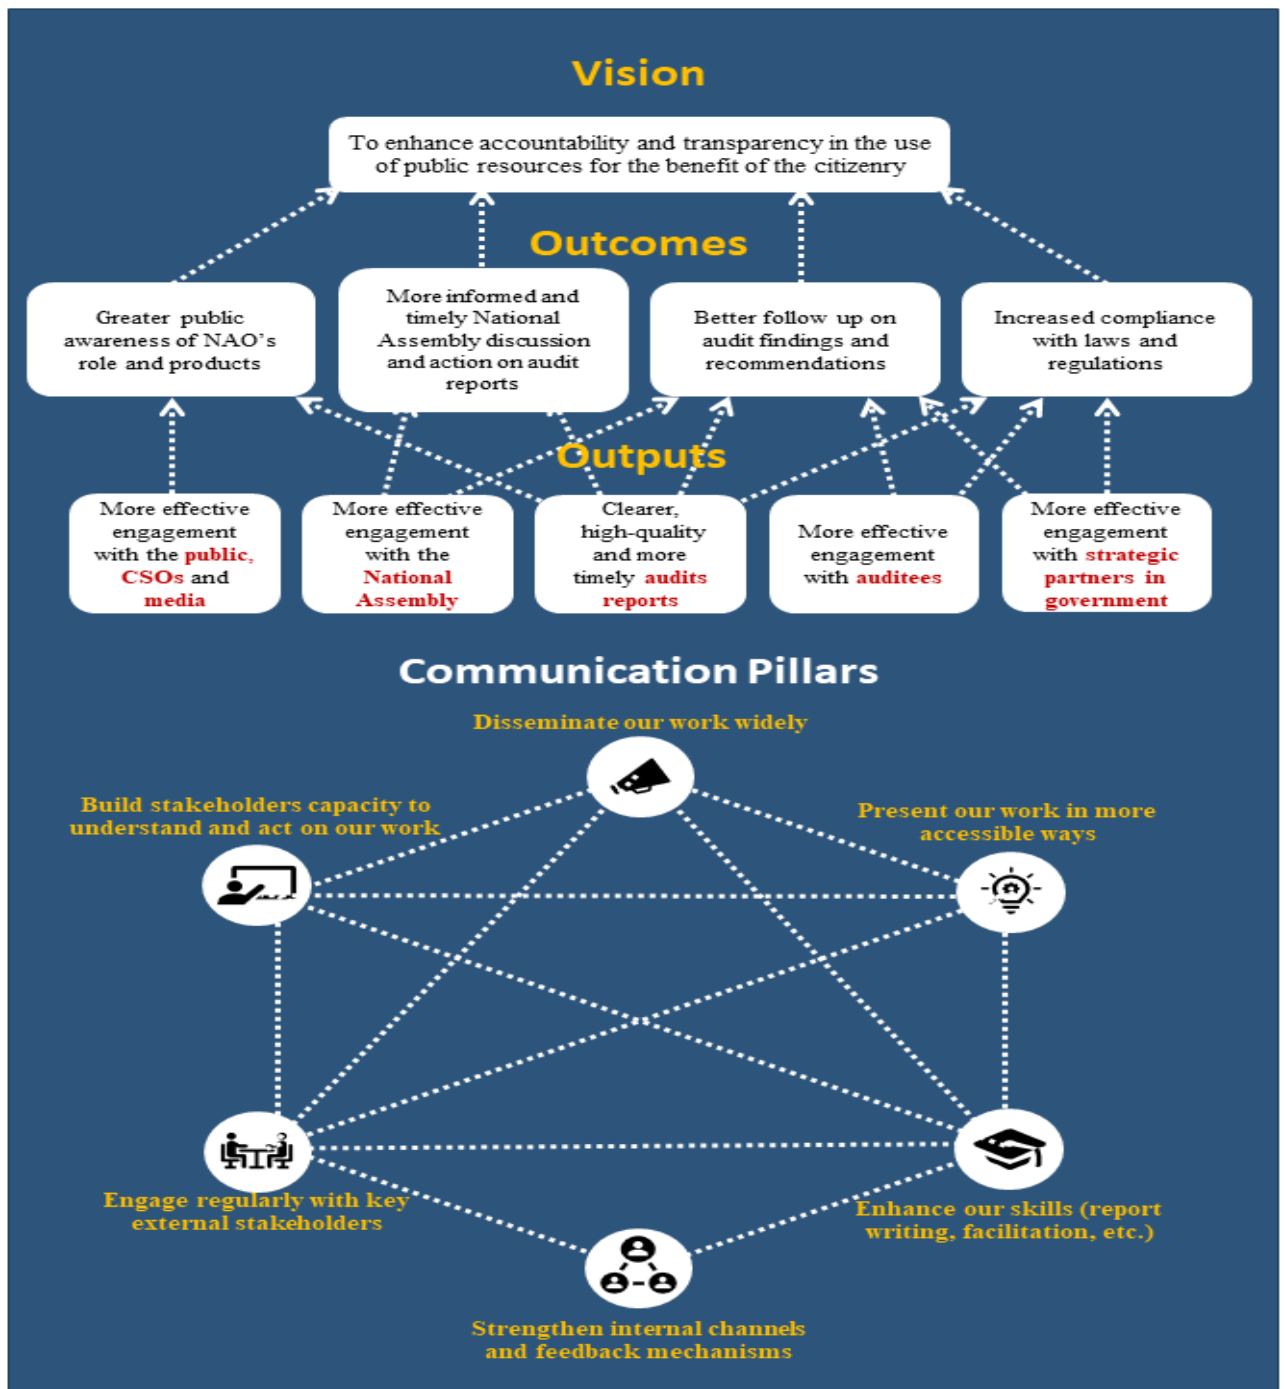 Vision
To enhance accountability and transparency in the use
of public resources for the benefit of the citizenry
Outcomes
Greater public
awareness of NAO's
role and products
More informed and
timely National
Assembly discussion
and action on audit
reports
Better follow up on
audit findings and
recommendations
Increased compliance
with laws and
regulations
Outputs
More effective
engagement
with the public,
CSOs and
media
More effective
engagement
with the
National
Assembly
Clearer,
high-quality
and more
timely audits
reports
More effective
engagement
with auditees
More effective
engagement
with strategic
partners in
government
Communication Pillars
Disseminate our work widely
Build stakeholders capacity to
understand and act on our work
Present our work in more
accessible ways
Engage regularly with key
external stakeholders
Enhance our skills (report
writing, facilitation, etc.)
Strengthen internal channels
and feedback mechanisms